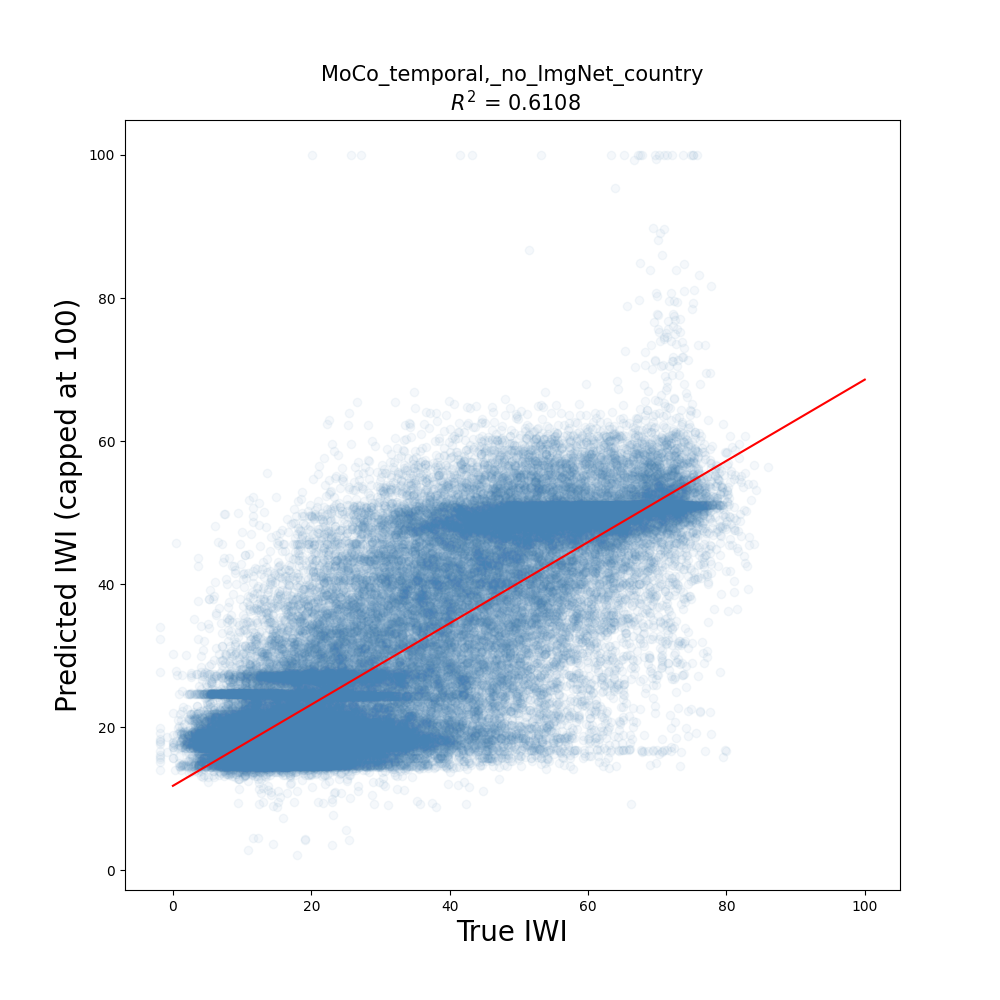 MoCo_temporal,_no_ImgNet_country
R² = 0.6108
Predicted IWI (capped at 100)
100
80
60
40
20
0
0 20 40 60 80 100
True IWI